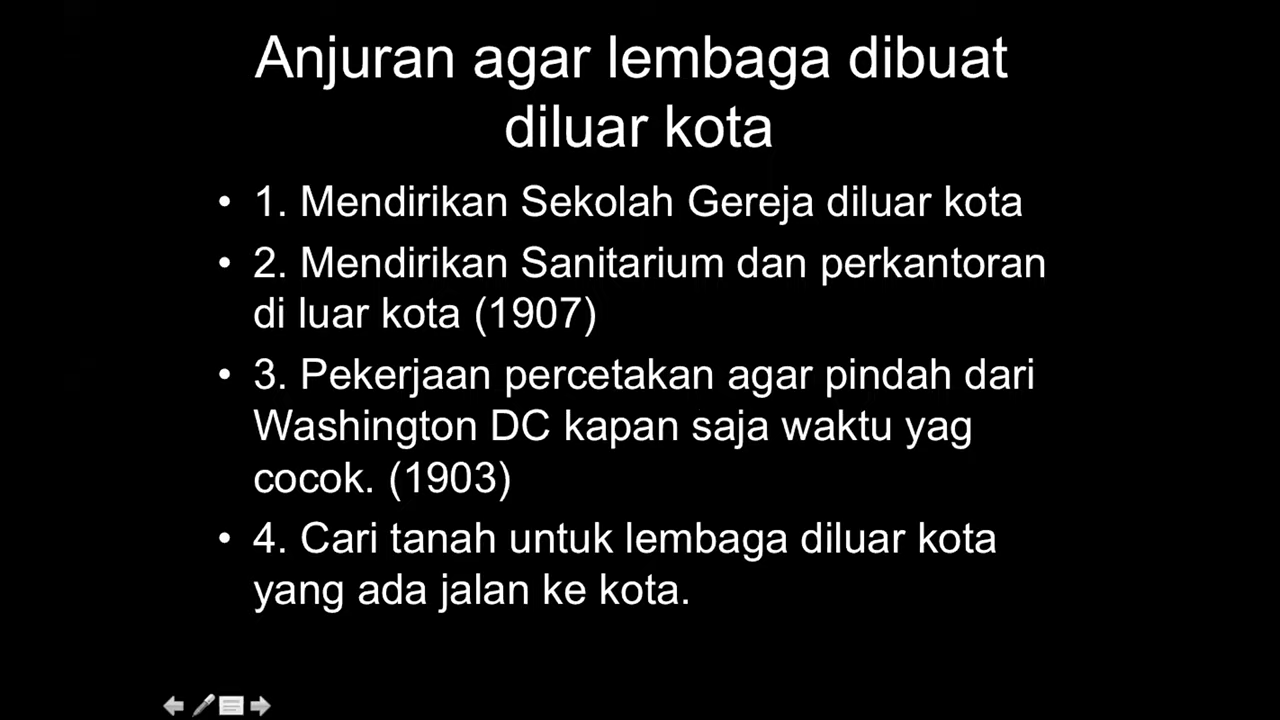 Anjuran agar lembaga dibuat
diluar kota
• 1. Mendirikan Sekolah Gereja diluar kota
• 2. Mendirikan Sanitarium dan perkantoran
di luar kota (1907)
• 3. Pekerjaan percetakan agar pindah dari
Washington DC kapan saja waktu yag
cocok. (1903)
• 4. Cari tanah untuk lembaga diluar kota
yang ada jalan ke kota.